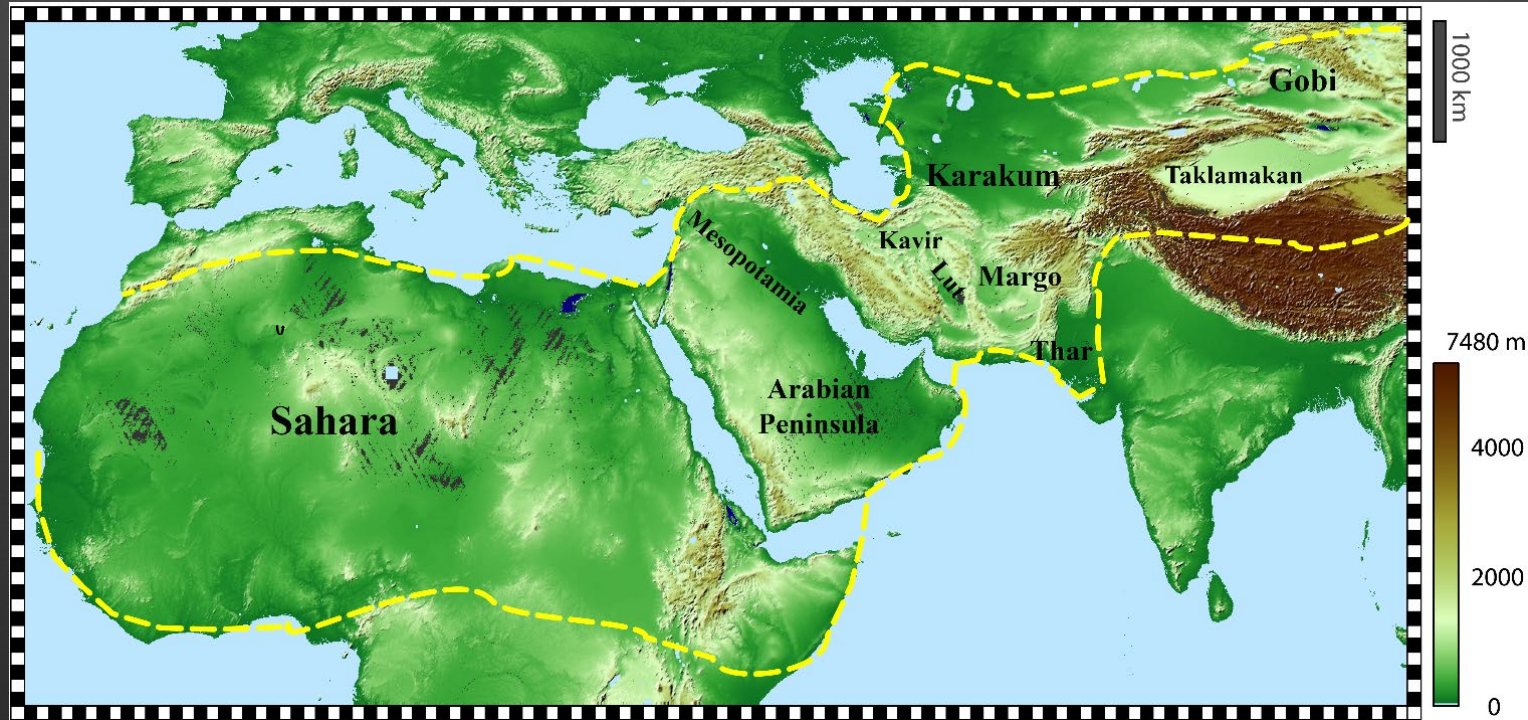 1000 km
Gobi
Karakum
Taklamakan
Mesopotamia
Kavir
Lut
Margo
v
Thar
7480 m
Arabian
Peninsula
Sahara
4000
2000
0